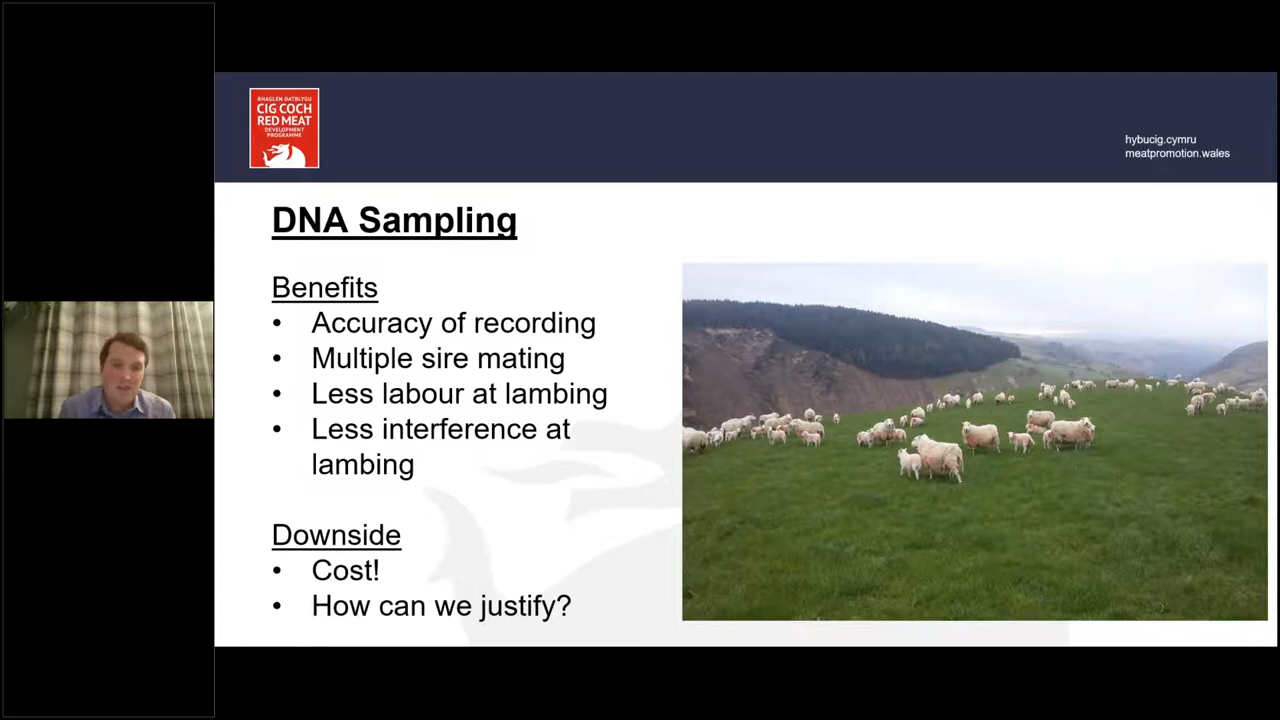 RHAGLEN DATBLYGU
CIG COCH
RED MEAT
DEVELOPMENT
PROGRAMME
hybucig.cymru
meatpromotion.wales
DNA Sampling
Benefits
• Accuracy of recording
• Multiple sire mating
• Less labour at lambing
• Less interference at
lambing
Downside
• Cost!
• How can we justify?